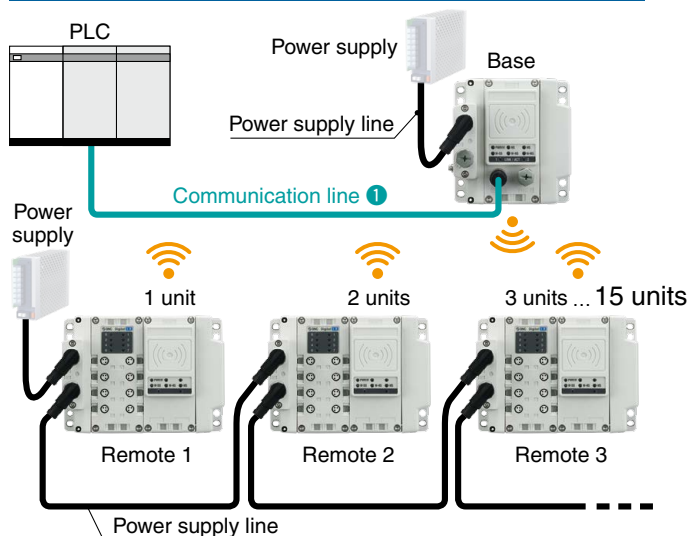 PLC
Power supply
Base
Power supply line
Communication line ❶
Power
supply
1 unit
2 units
3 units ... 15 units
Remote 1
Remote 2
Remote 3
Power supply line